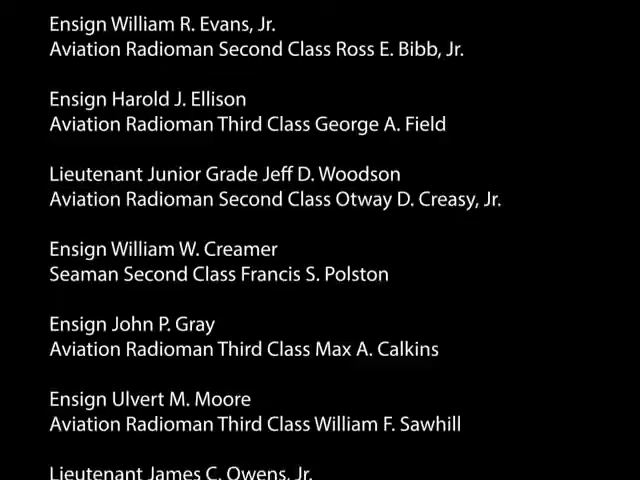 Ensign William R. Evans, Jr.
Aviation Radioman Second Class Ross E. Bibb, Jr.
Ensign Harold J. Ellison
Aviation Radioman Third Class George A. Field
Lieutenant Junior Grade Jeff D. Woodson
Aviation Radioman Second Class Otway D. Creasy, Jr.
Ensign William W. Creamer
Seaman Second Class Francis S. Polston
Ensign John P. Gray
Aviation Radioman Third Class Max A. Calkins
Ensign Ulvert M. Moore
Aviation Radioman Third Class William F. Sawhill
Lieutenant James C. Owens, Jr.